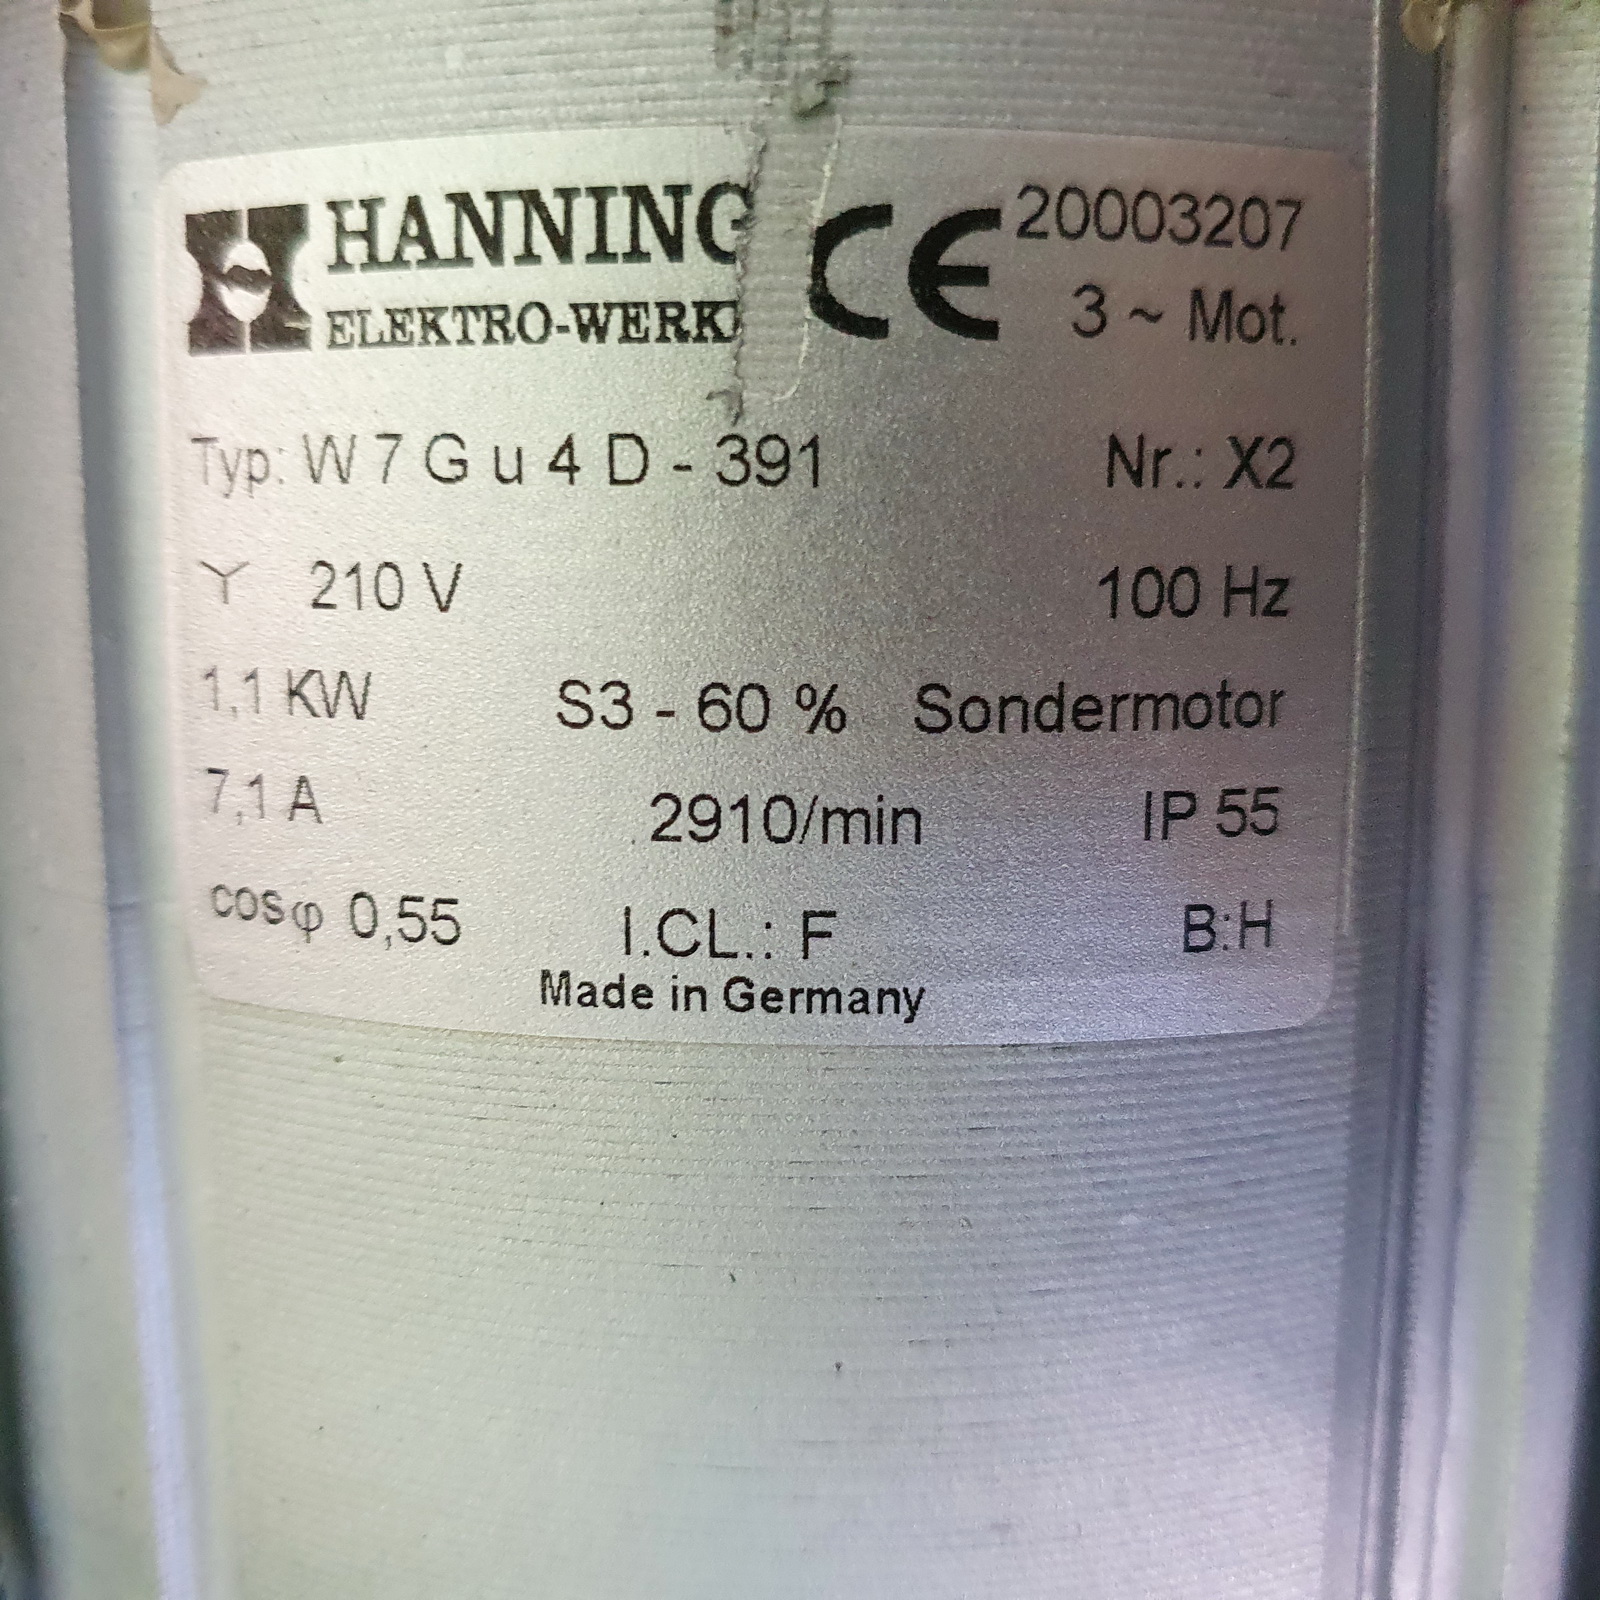 HANNING
ELEKTRO-WERK
CE
20003207
3 ~ Mot.
Typ: W 7 G u 4 D - 391 Nr.: X2
Y 210 V 100 Hz
1,1 KW S3 - 60 % Sondermotor
7,1 A 2910/min IP 55
cosφ 0,55 I.CL.: F B:H
Made in Germany